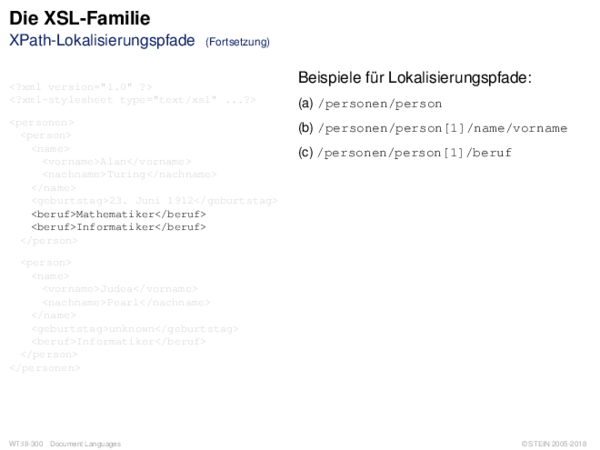 Die XSL-Familie
XPath-Lokalisierungspfade (Fortsetzung)
<?xml version="1.0" ?>
<?xml-stylesheet type="text/xsl" ...?>
<personen>
<person>
<name>
<vorname>Alan</vorname>
<nachname>Turing</nachname>
</name>
<geburtstag>23. Juni 1912</geburtstag>
<beruf>Mathematiker</beruf>
<beruf>Informatiker</beruf>
</person>
<person>
<name>
<vorname>Judea</vorname>
<nachname>Pearl</nachname>
</name>
<geburtstag>unknown</geburtstag>
<beruf>Informatiker</beruf>
</person>
</personen>
Beispiele für Lokalisierungspfade:
(a) /personen/person
(b) /personen/person[1]/name/vorname
(c) /personen/person[1]/beruf
WT:III-300 Document Languages
© STEIN 2005-2018